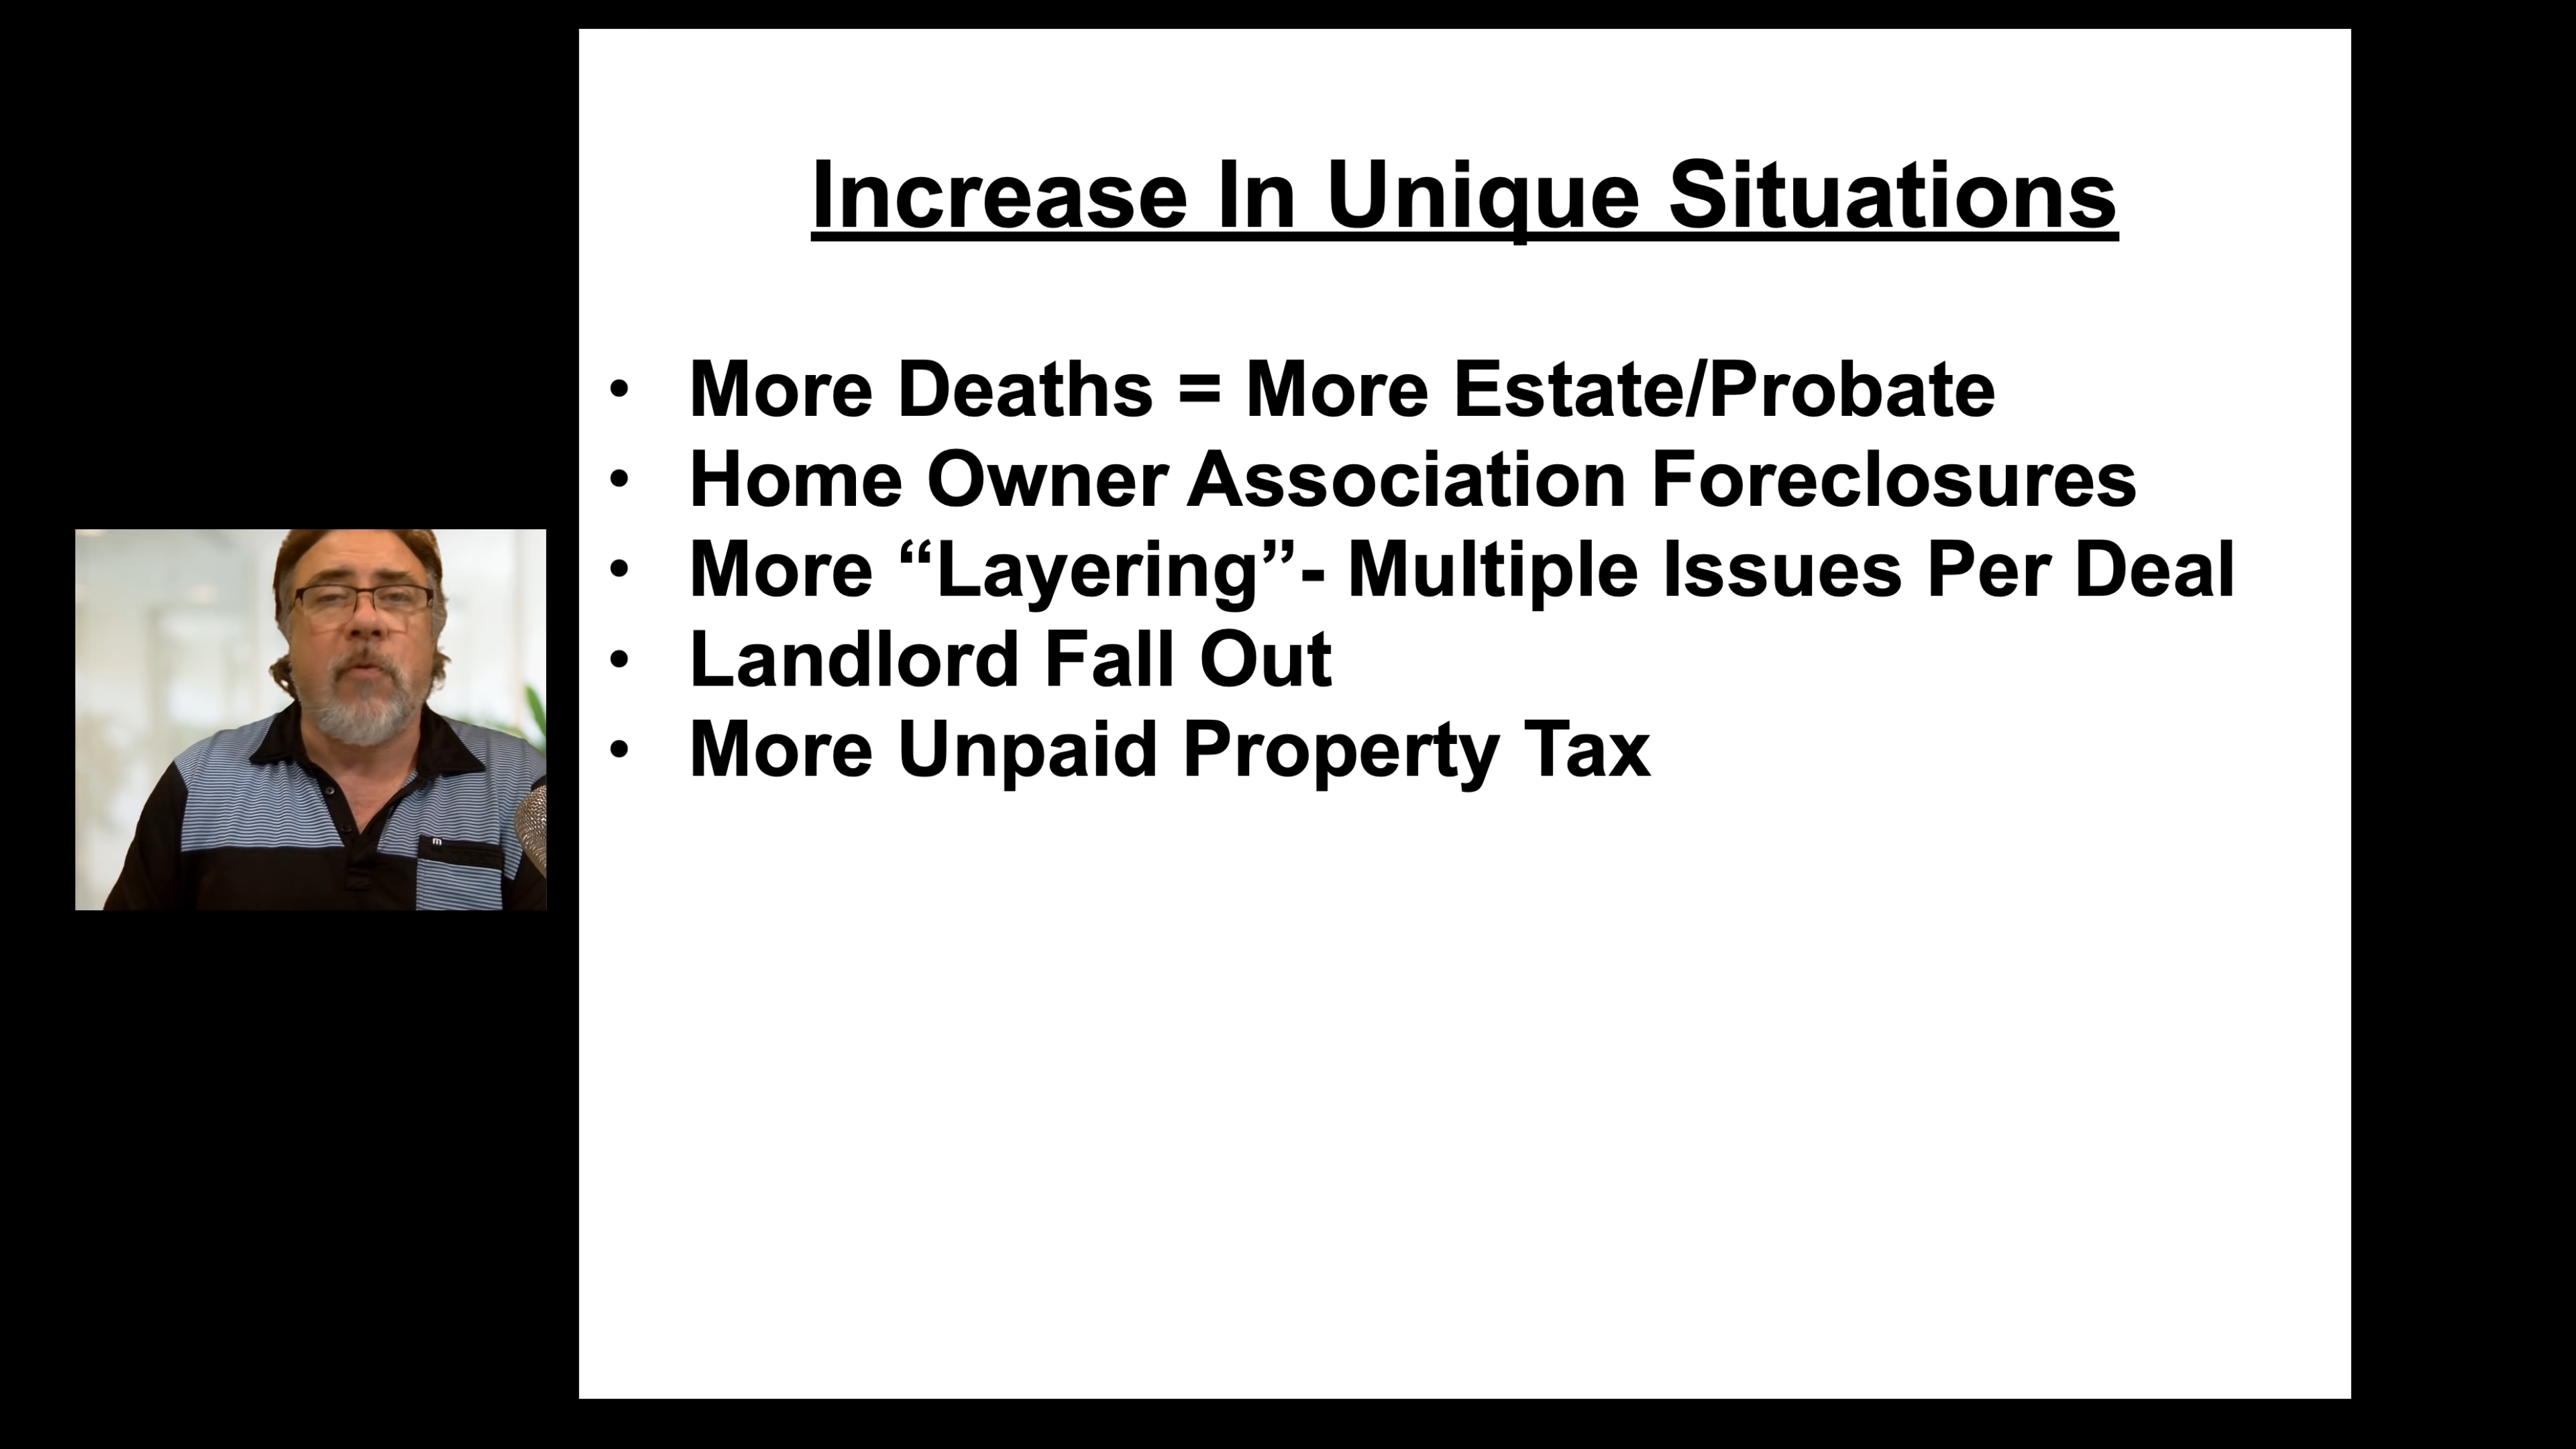 Increase In Unique Situations
• More Deaths = More Estate/Probate
• Home Owner Association Foreclosures
• More “Layering”- Multiple Issues Per Deal
• Landlord Fall Out
• More Unpaid Property Tax
m